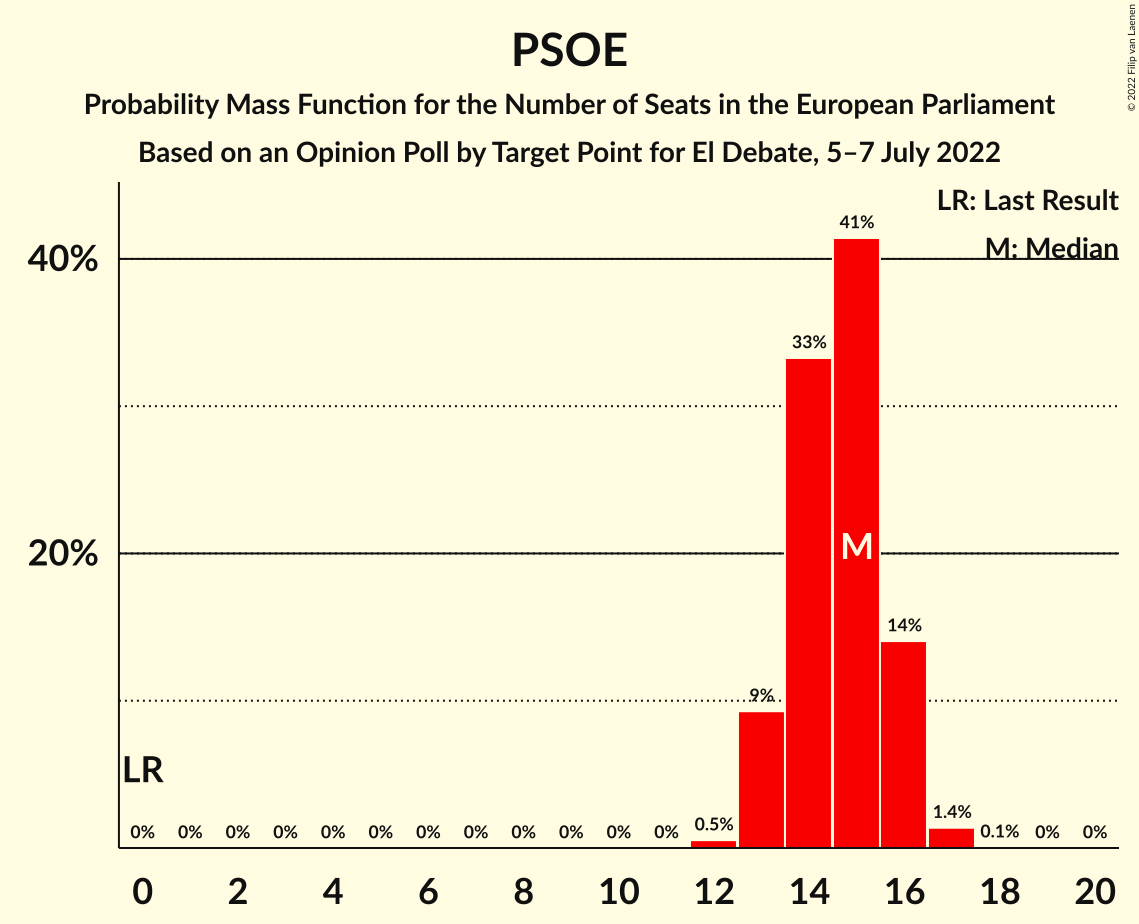 PSOE
Probability Mass Function for the Number of Seats in the European Parliament
Based on an Opinion Poll by Target Point for El Debate, 5–7 July 2022
© 2022 Filip van Laenen
LR: Last Result
M: Median
40%
20%
41%
33%
M
14%
9%
LR
0% 0% 0% 0% 0% 0% 0% 0% 0% 0% 0% 0% 0.5% 1.4% 0.1% 0% 0%
0 2 4 6 8 10 12 14 16 18 20